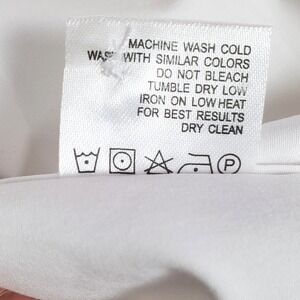 MACHINE WASH COLD
WASH WITH SIMILAR COLORS
DO NOT BLEACH
TUMBLE DRY LOW
IRON ON LOW HEAT
FOR BEST RESULTS
DRY CLEAN
P